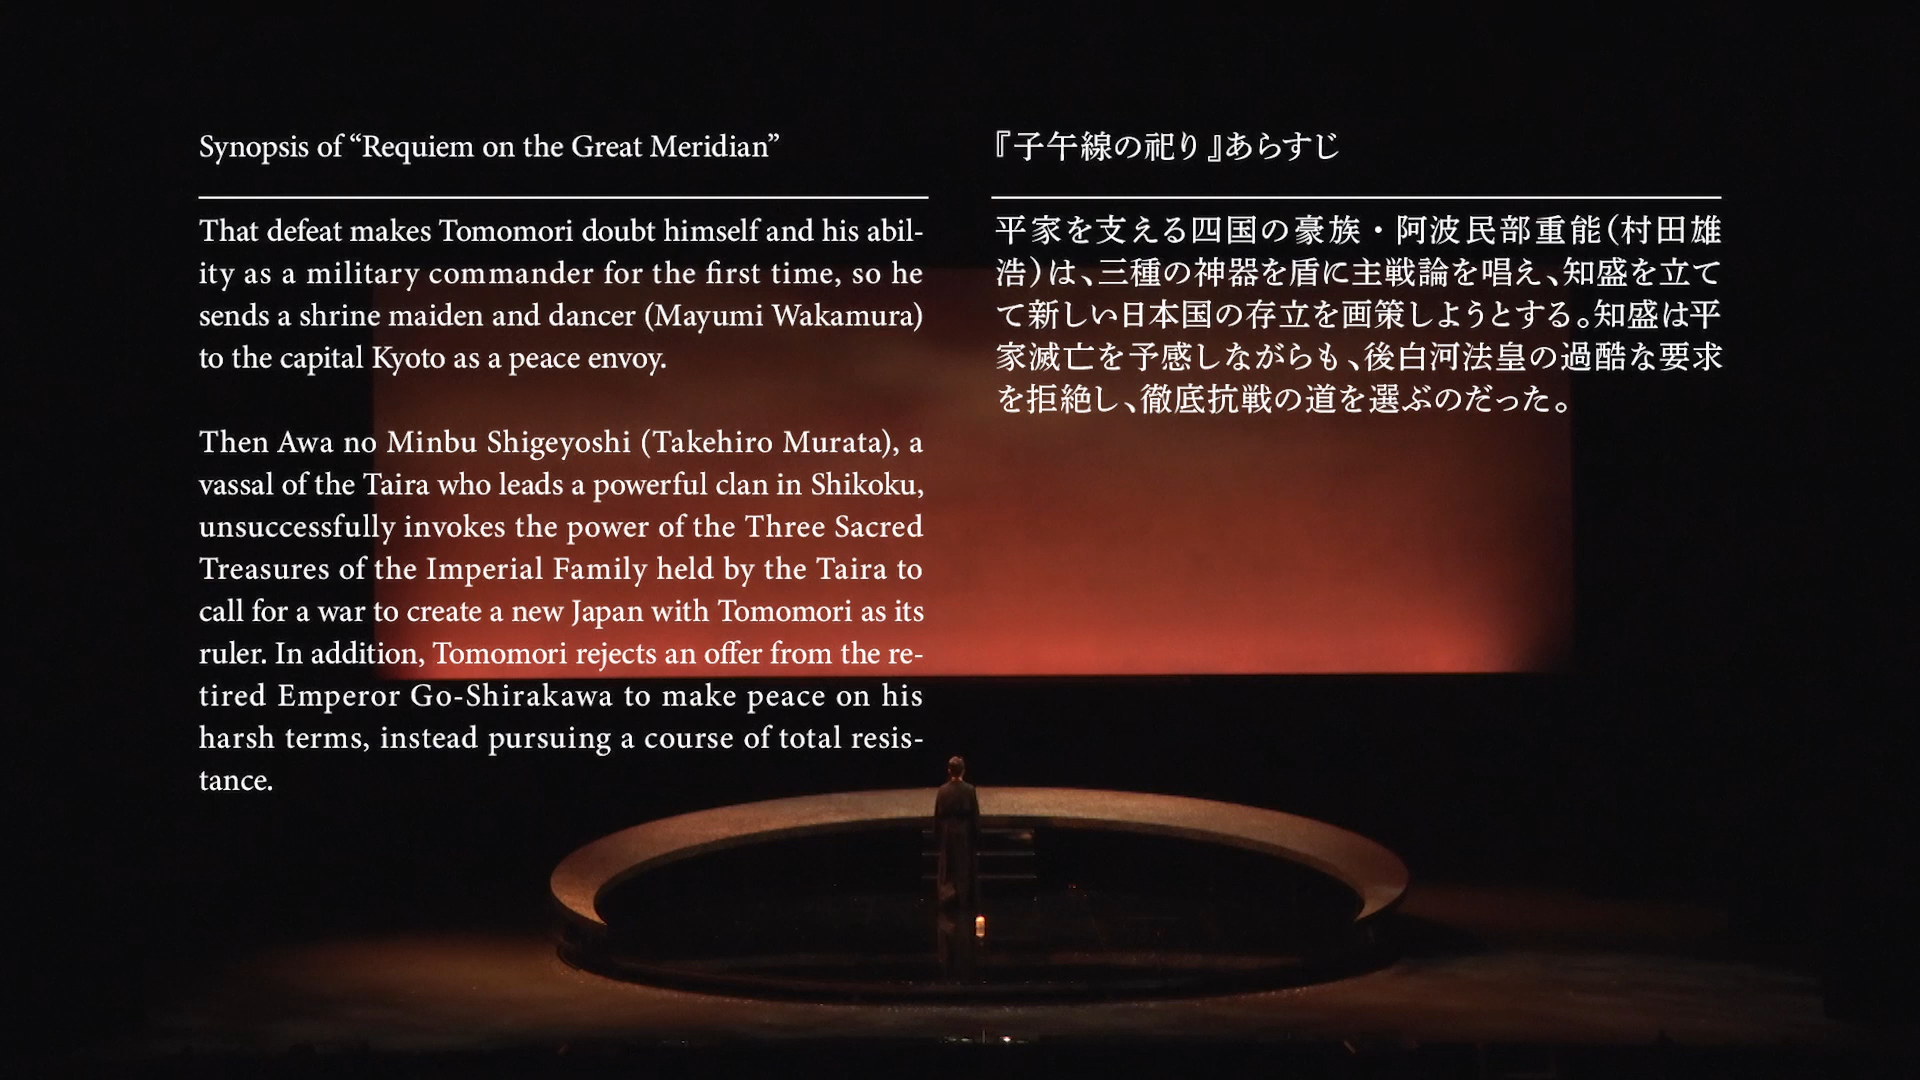 Synopsis of “Requiem on the Great Meridian”
That defeat makes Tomomori doubt himself and his abil-
ity as a military commander for the first time, so he
sends a shrine maiden and dancer (Mayumi Wakamura)
to the capital Kyoto as a peace envoy.
Then Awa no Minbu Shigeyoshi (Takehiro Murata), a
vassal of the Taira who leads a powerful clan in Shikoku,
unsuccessfully invokes the power of the Three Sacred
Treasures of the Imperial Family held by the Taira to
call for a war to create a new Japan with Tomomori as its
ruler. In addition, Tomomori rejects an offer from the re-
tired Emperor Go-Shirakawa to make peace on his
harsh terms, instead pursuing a course of total resis-
tance.
『子午線の祀り』あらすじ
平家を支える四国の豪族・阿波民部重能(村田雄
浩)は、三種の神器を盾に主戦論を唱え、知盛を立て
て新しい日本国の存立を画策しようとする。知盛は平
家滅亡を予感しながらも、後白河法皇の過酷な要求
を拒絶し、徹底抗戦の道を選ぶのだった。